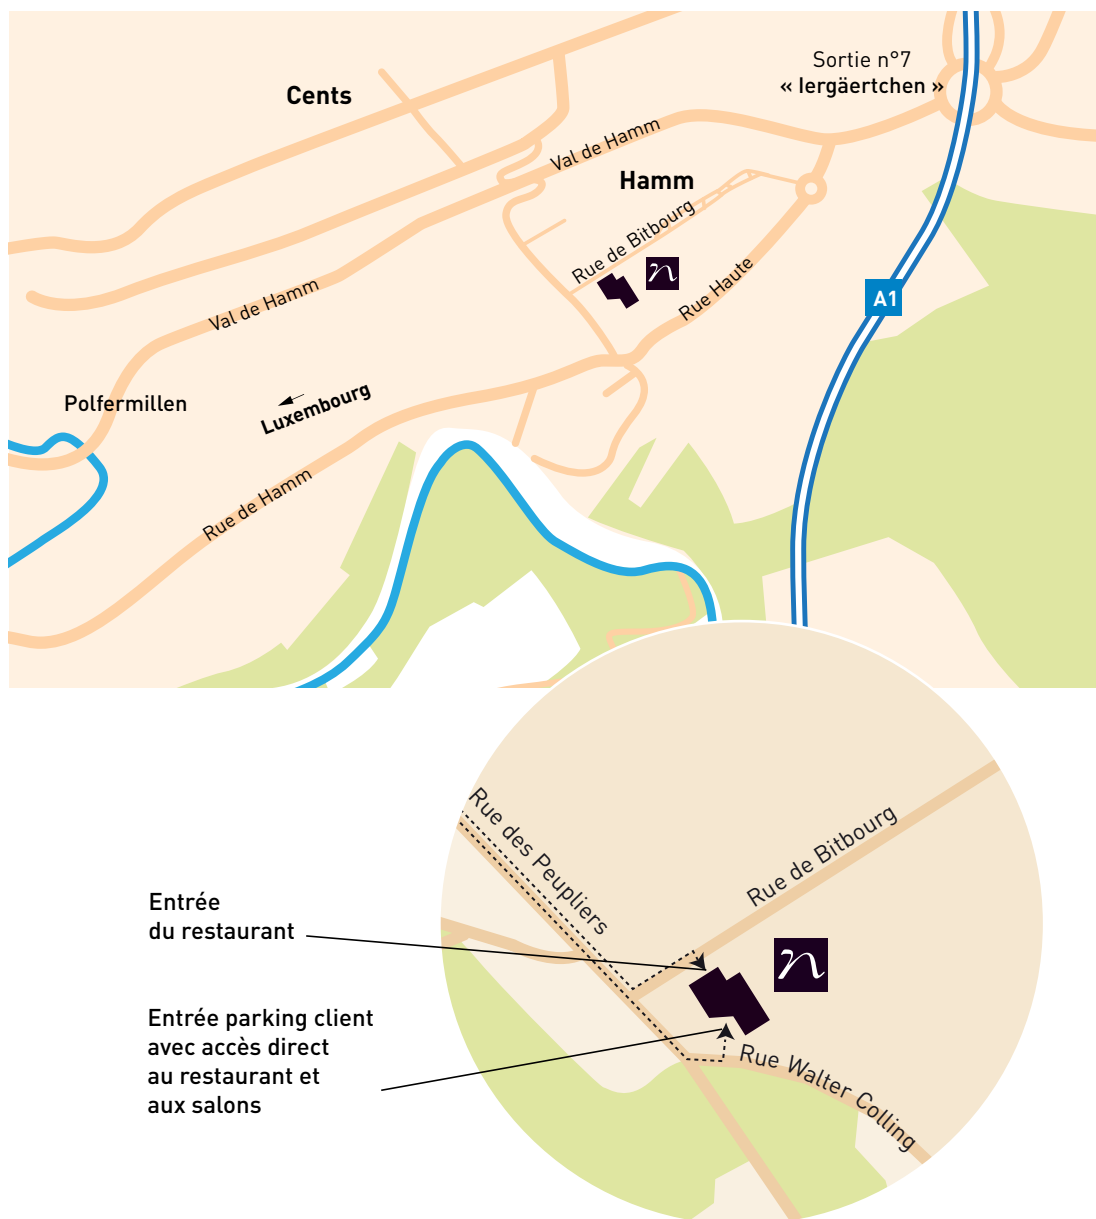 Sortie n°7
« Iergäertchen »
Cents
Val de Hamm
Hamm
Rue de Bitbourg
n
Rue Haute
A1
Val de Hamm
Polfermillen
Luxembourg
Rue de Hamm
Rue des Peupliers
Rue de Bitbourg
Entrée
du restaurant
n
Entrée parking client
avec accès direct
au restaurant et
aux salons
Rue Walter Colling